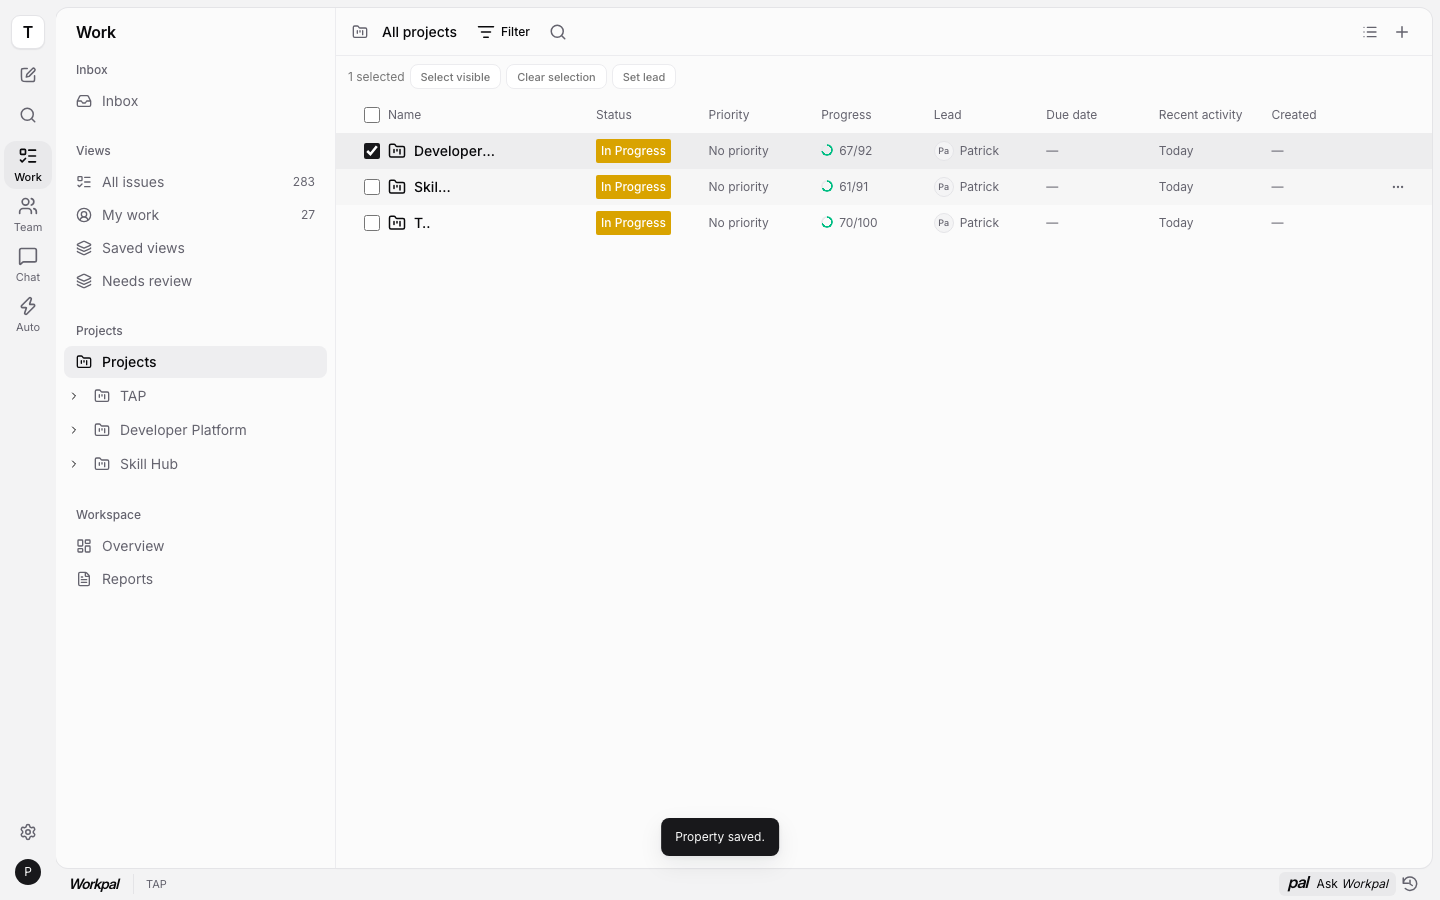 T
Work
Inbox
Inbox
Views
All issues 283
My work 27
Saved views
Needs review
Projects
Projects
TAP
Developer Platform
Skill Hub
Workspace
Overview
Reports
Work
Team
Chat
Auto
P
All projects Filter
1 selected Select visible Clear selection Set lead
Name Status Priority Progress Lead Due date Recent activity Created
Developer... In Progress No priority 67/92 Pa Patrick — Today —
Skil... In Progress No priority 61/91 Pa Patrick — Today —
T.. In Progress No priority 70/100 Pa Patrick — Today —
Property saved.
Workpal TAP
pal Ask Workpal